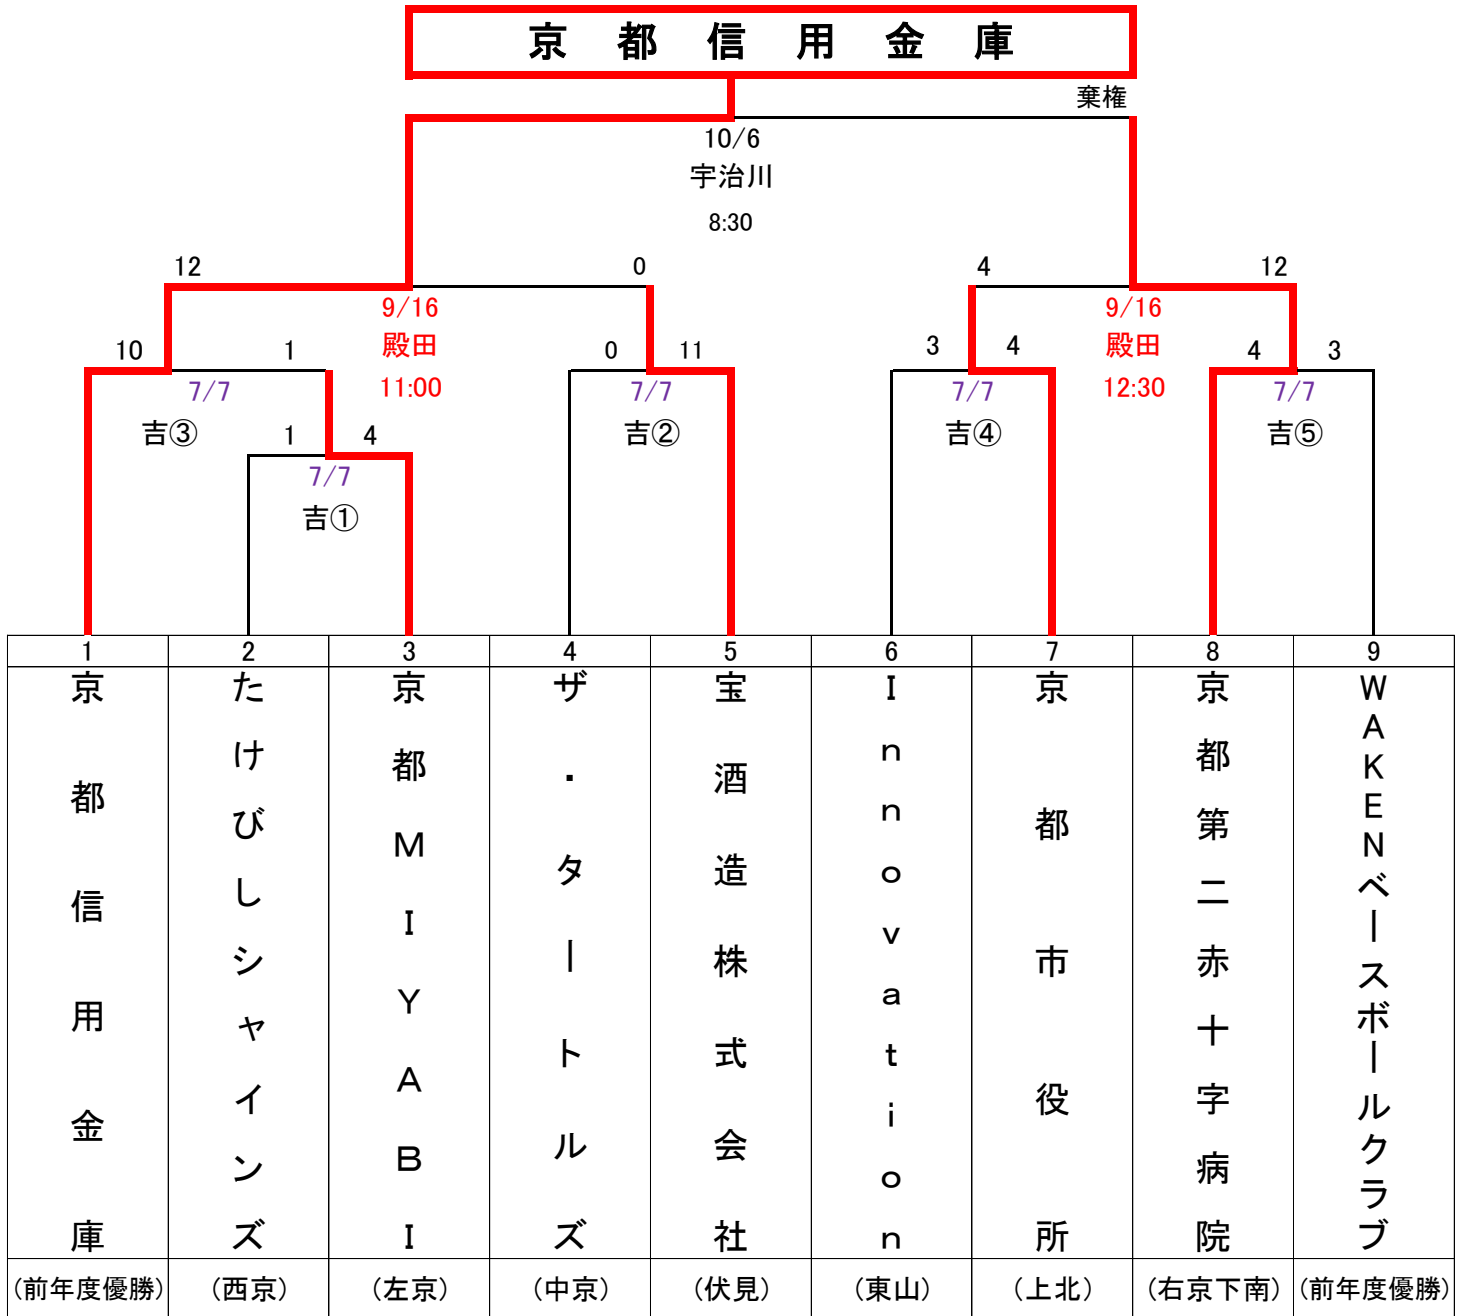 京都信用金庫
棄権
10/6
宇治川
8:30
12
0
4
12
9/16
殿田
11:00
9/16
殿田
12:30
10
1
0
11
3
4
4
3
7/7
吉③
7/7
吉②
7/7
吉④
7/7
吉⑤
1
4
7/7
吉①
1
2
3
4
5
6
7
8
9
京都信用金庫
たけびしシャインズ
京都MIYABI
ザ・タートルズ
宝酒造株式会社
Innovation
京都市役所
京都第二赤十字病院
WAKENベースボールクラブ
(前年度優勝)
(西京)
(左京)
(中京)
(伏見)
(東山)
(上北)
(右京下南)
(前年度優勝)